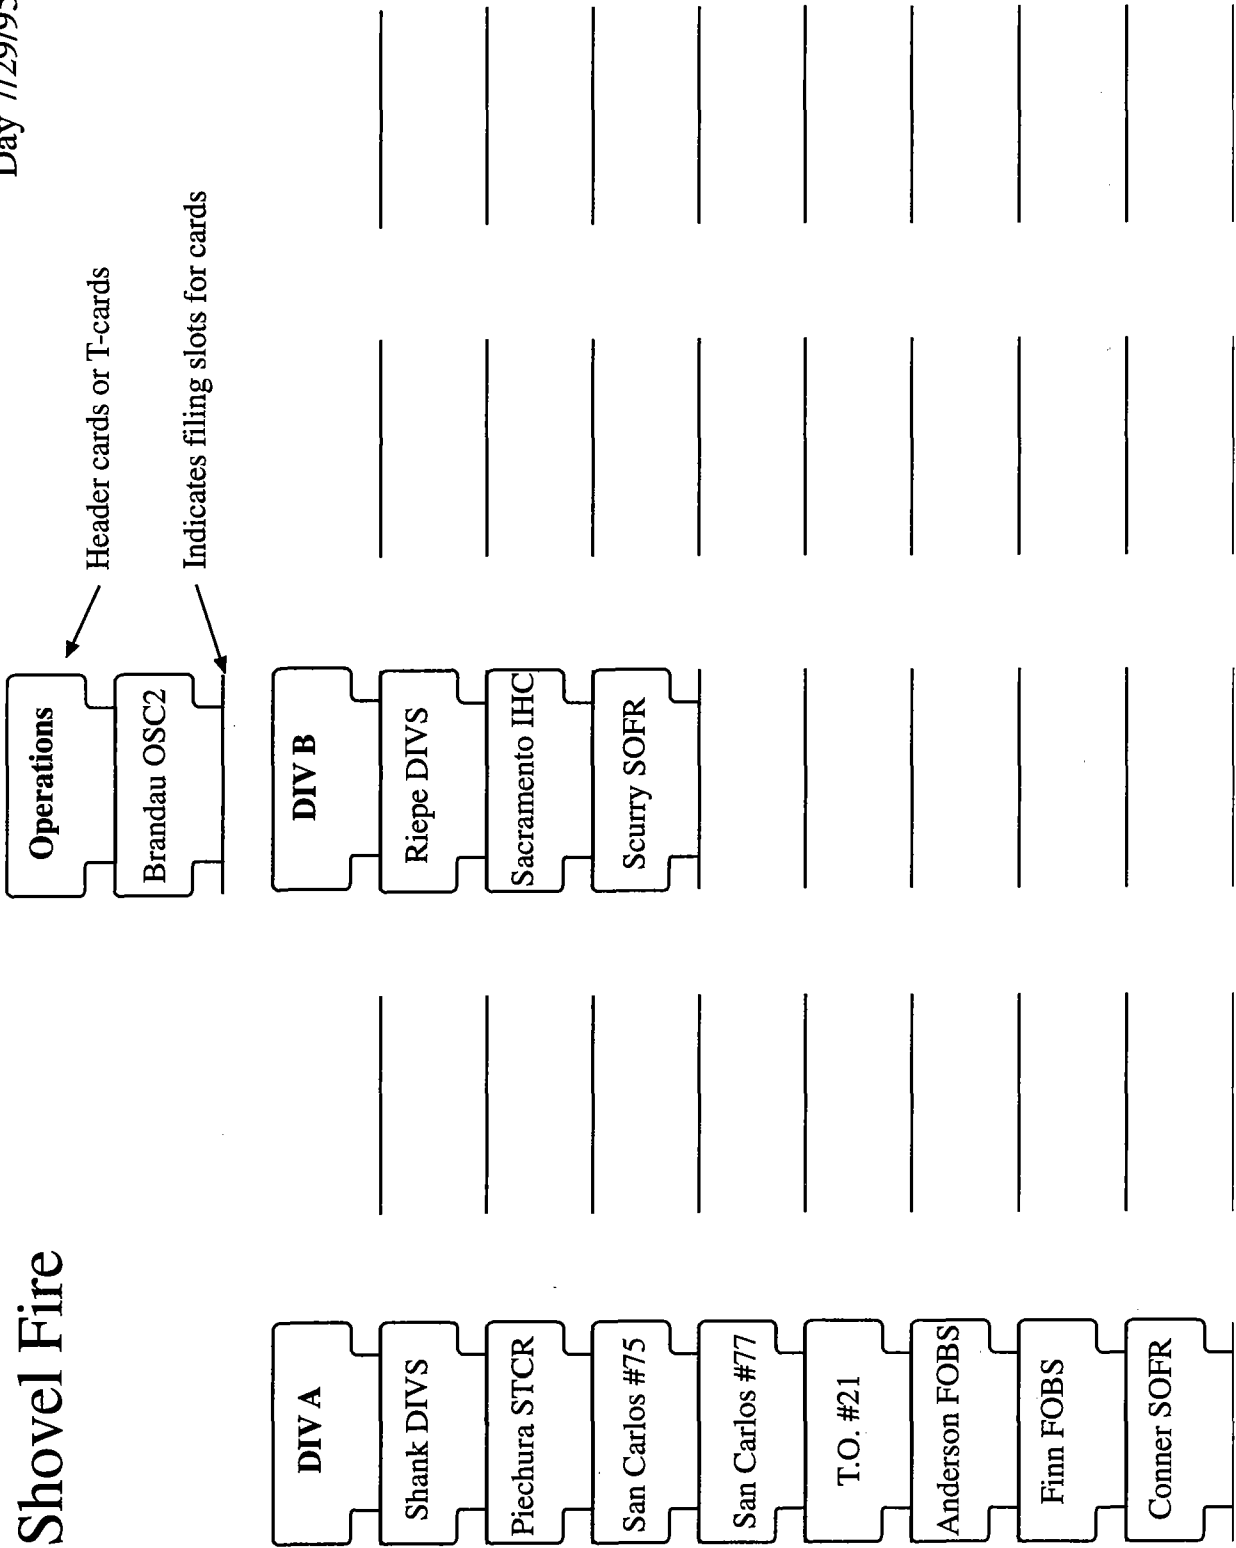 Shovel Fire
Day 7/29/93
Operations
Brandau OSC2
Header cards or T-cards
Indicates filing slots for cards
DIV A
Shank DIVS
Piechura STCR
San Carlos #75
San Carlos #77
T.O. #21
Anderson FOBS
Finn FOBS
Conner SOFR
DIV B
Riepe DIVS
Sacramento IHC
Scurry SOFR